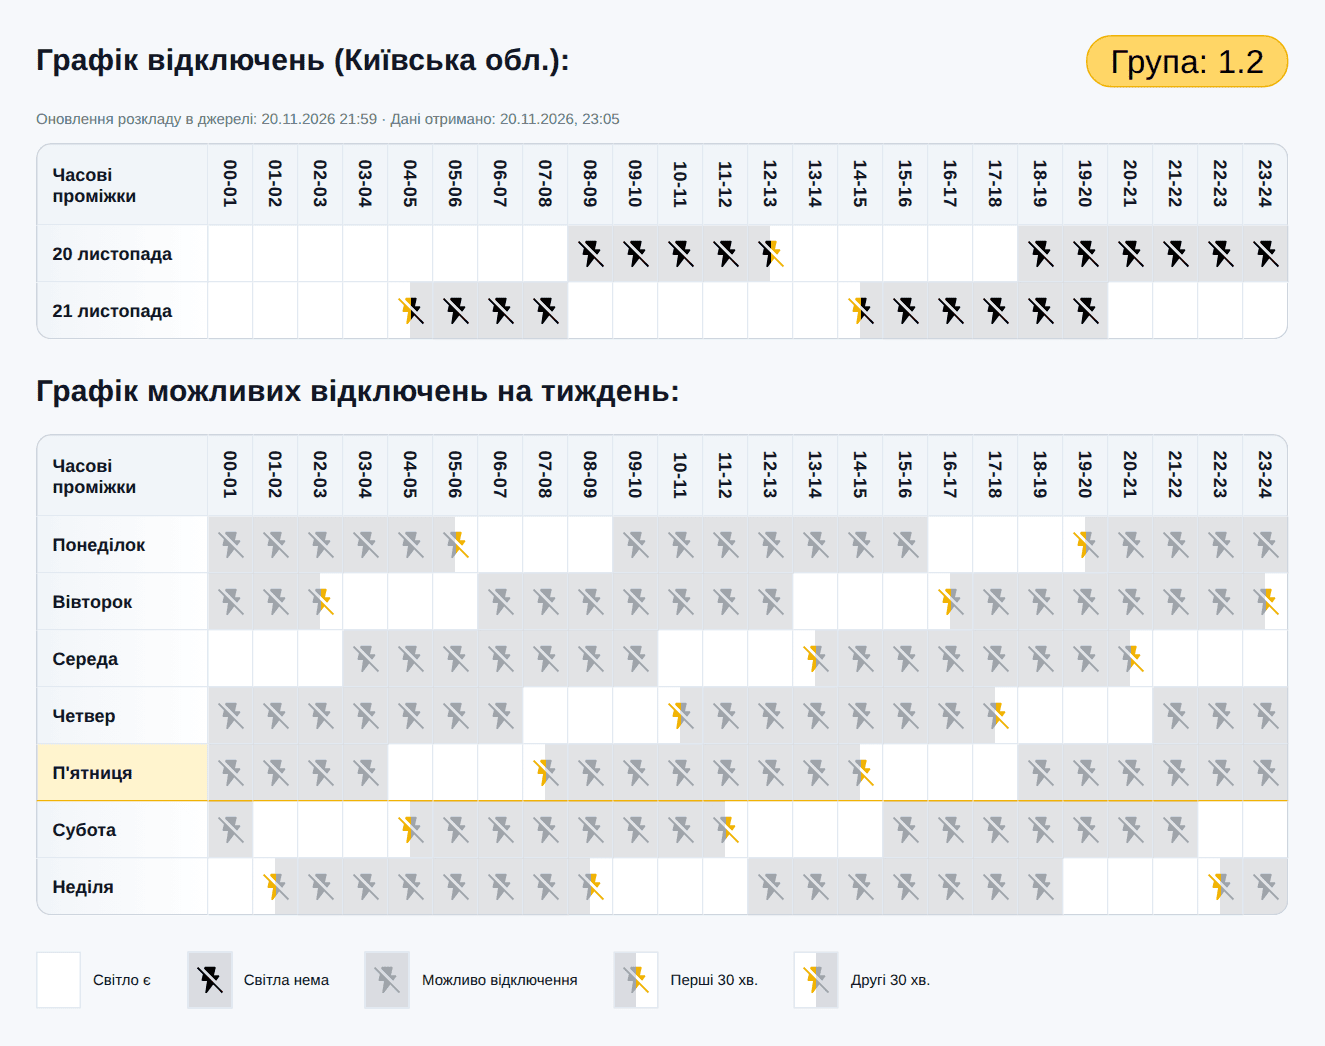 Графік відключень (Київська обл.):
Група: 1.2
Оновлення розкладу в джерелі: 20.11.2026 21:59 · Дані отримано: 20.11.2026, 23:05
Часові проміжки 00-01 01-02 02-03 03-04 04-05 05-06 06-07 07-08 08-09 09-10 10-11 11-12 12-13 13-14 14-15 15-16 16-17 17-18 18-19 19-20 20-21 21-22 22-23 23-24
20 листопада
21 листопада
Графік можливих відключень на тиждень:
Часові проміжки 00-01 01-02 02-03 03-04 04-05 05-06 06-07 07-08 08-09 09-10 10-11 11-12 12-13 13-14 14-15 15-16 16-17 17-18 18-19 19-20 20-21 21-22 22-23 23-24
Понеділок
Вівторок
Середа
Четвер
П'ятниця
Субота
Неділя
Світло є Світла нема Можливо відключення Перші 30 хв. Другі 30 хв.